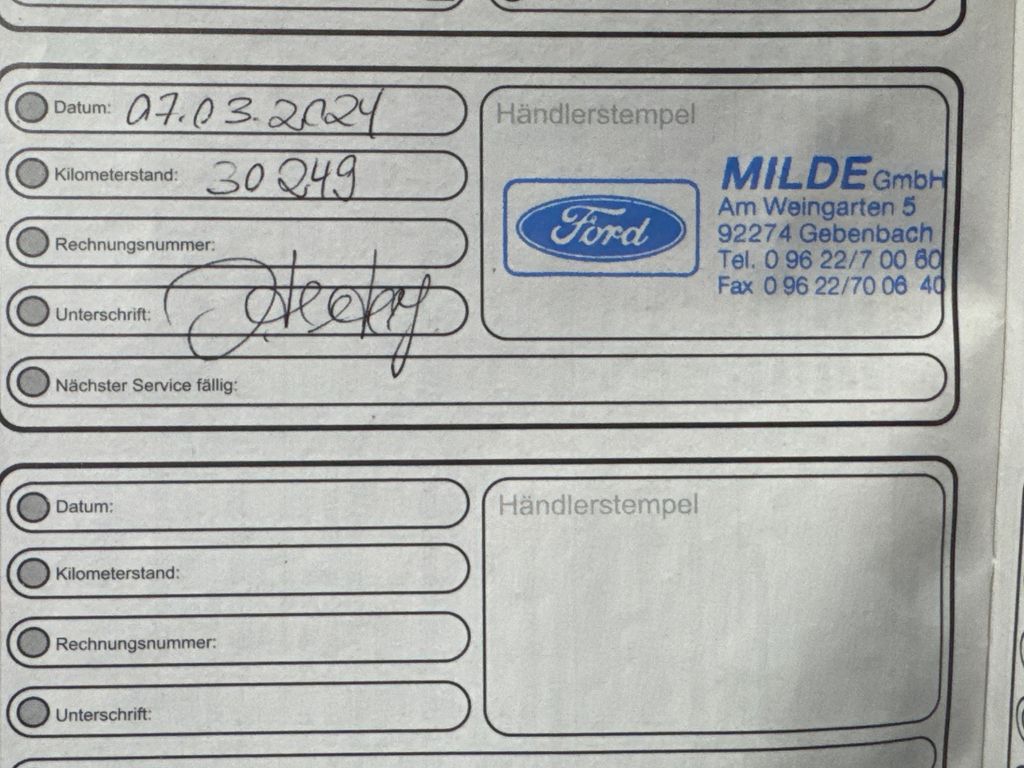 Datum: 07.03.2024
Kilometerstand: 30249
Rechnungsnummer:
Unterschrift:
Nächster Service fällig:
Händlerstempel
Ford
MILDE GmbH
Am Weingarten 5
92274 Gebenbach
Tel. 0 96 22/7 00 60
Fax 0 96 22/70 06 40
Datum:
Kilometerstand:
Rechnungsnummer:
Unterschrift:
Händlerstempel